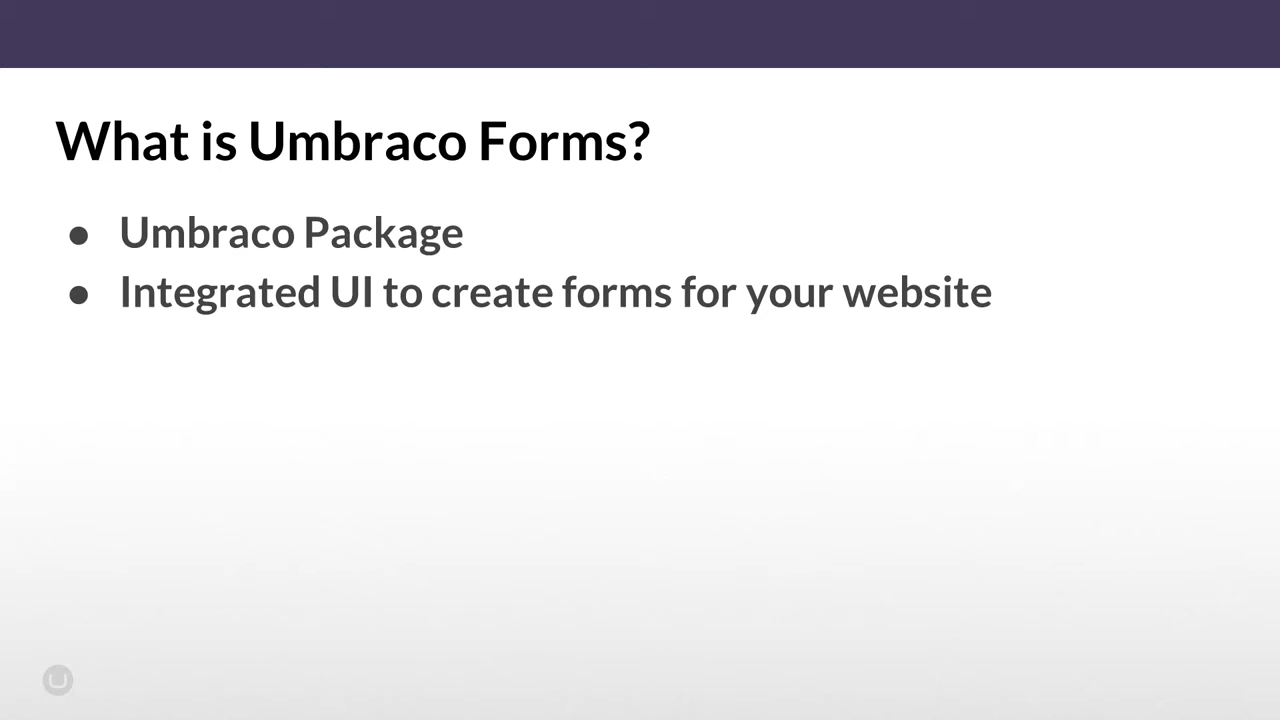 What is Umbraco Forms?
● Umbraco Package
● Integrated UI to create forms for your website